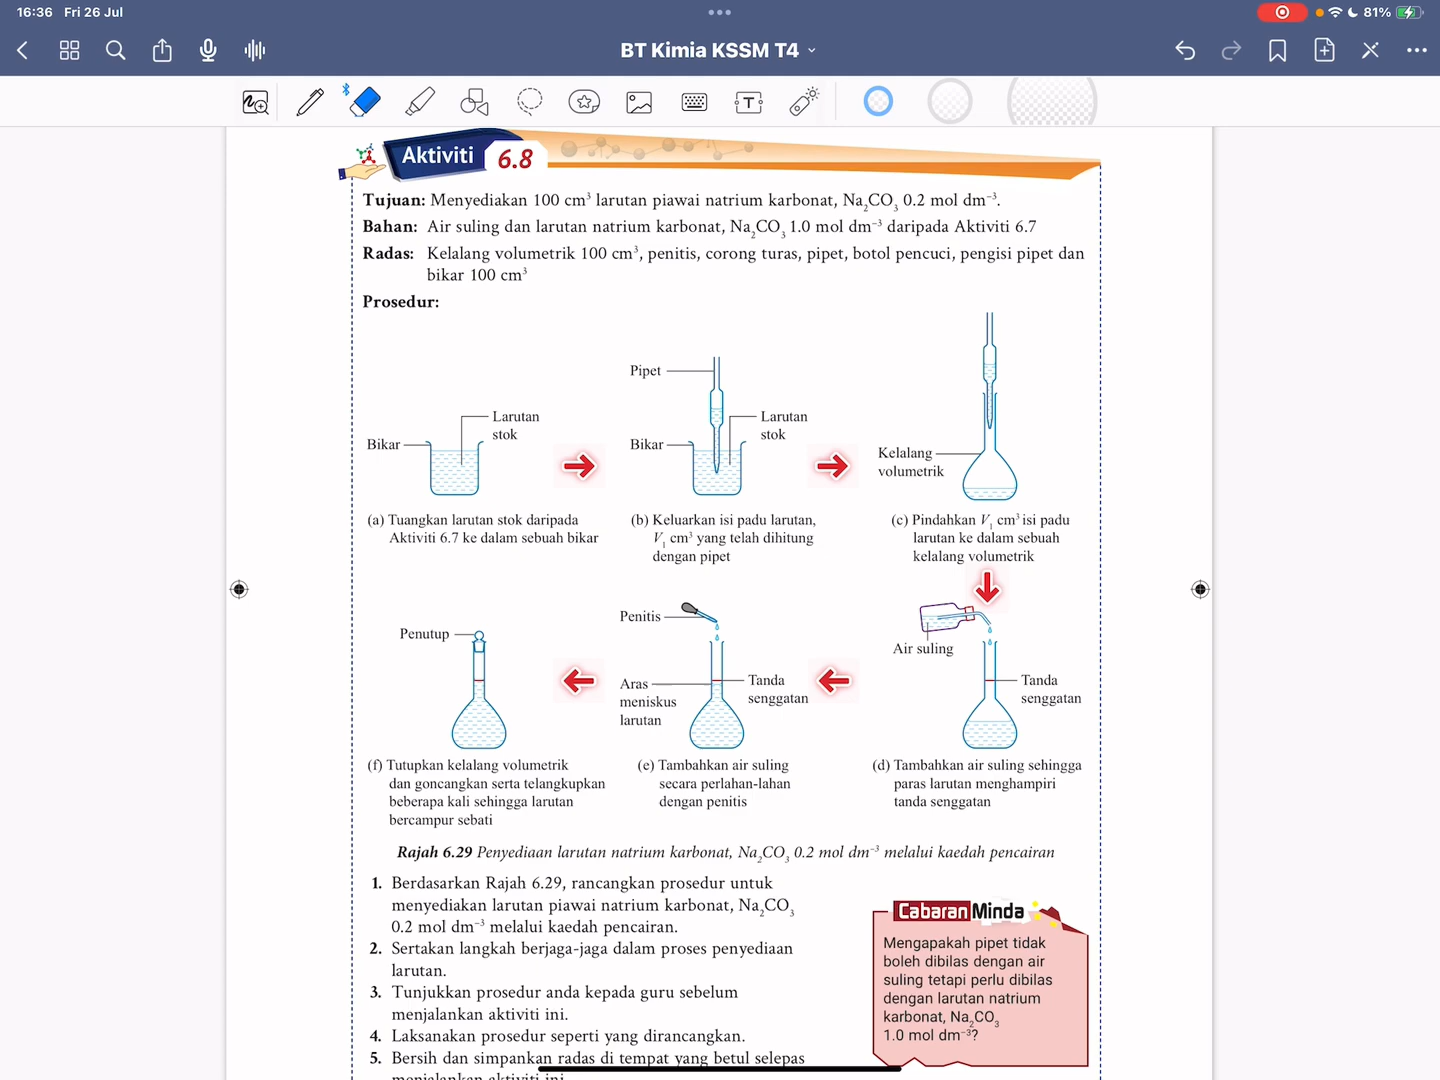 16:36 Fri 26 Jul
81%
BT Kimia KSSM T4
T
Aktiviti 6.8
Tujuan: Menyediakan 100 cm³ larutan piawai natrium karbonat, Na₂CO₃ 0.2 mol dm⁻³.
Bahan: Air suling dan larutan natrium karbonat, Na₂CO₃ 1.0 mol dm⁻³ daripada Aktiviti 6.7
Radas: Kelalang volumetrik 100 cm³, penitis, corong turas, pipet, botol pencuci, pengisi pipet dan
bikar 100 cm³
Prosedur:
Bikar
Larutan
stok
(a) Tuangkan larutan stok daripada
Aktiviti 6.7 ke dalam sebuah bikar
Pipet
Bikar
Larutan
stok
(b) Keluarkan isi padu larutan,
V₁ cm³ yang telah dihitung
dengan pipet
Kelalang
volumetrik
(c) Pindahkan V₁ cm³ isi padu
larutan ke dalam sebuah
kelalang volumetrik
Penutup
(f) Tutupkan kelalang volumetrik
dan goncangkan serta telangkupkan
beberapa kali sehingga larutan
bercampur sebati
Penitis
Aras
meniskus
larutan
Tanda
senggatan
(e) Tambahkan air suling
secara perlahan-lahan
dengan penitis
Air suling
Tanda
senggatan
(d) Tambahkan air suling sehingga
paras larutan menghampiri
tanda senggatan
Rajah 6.29 Penyediaan larutan natrium karbonat, Na₂CO₃ 0.2 mol dm⁻³ melalui kaedah pencairan
1. Berdasarkan Rajah 6.29, rancangkan prosedur untuk
menyediakan larutan piawai natrium karbonat, Na₂CO₃
0.2 mol dm⁻³ melalui kaedah pencairan.
2. Sertakan langkah berjaga-jaga dalam proses penyediaan
larutan.
3. Tunjukkan prosedur anda kepada guru sebelum
menjalankan aktiviti ini.
4. Laksanakan prosedur seperti yang dirancangkan.
5. Bersih dan simpankan radas di tempat yang betul selepas
menjalankan aktiviti ini.
Cabaran Minda
Mengapakah pipet tidak
boleh dibilas dengan air
suling tetapi perlu dibilas
dengan larutan natrium
karbonat, Na₂CO₃
1.0 mol dm⁻³?